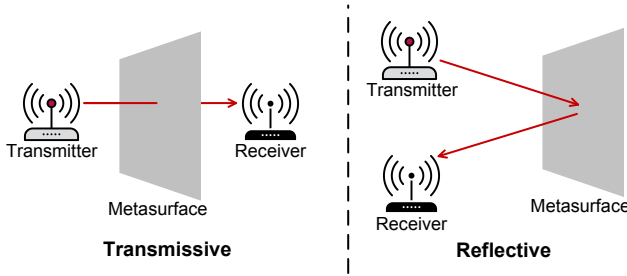 Transmitter
Receiver
Metasurface
Transmissive
Transmitter
Receiver
Metasurface
Reflective